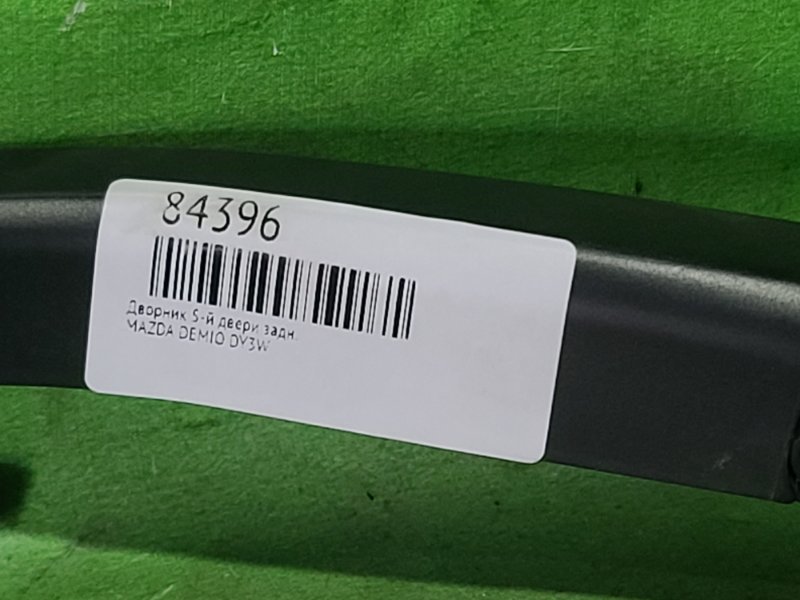 84396
Дворник 5-й двери задн.
MAZDA DEMIO DY3W